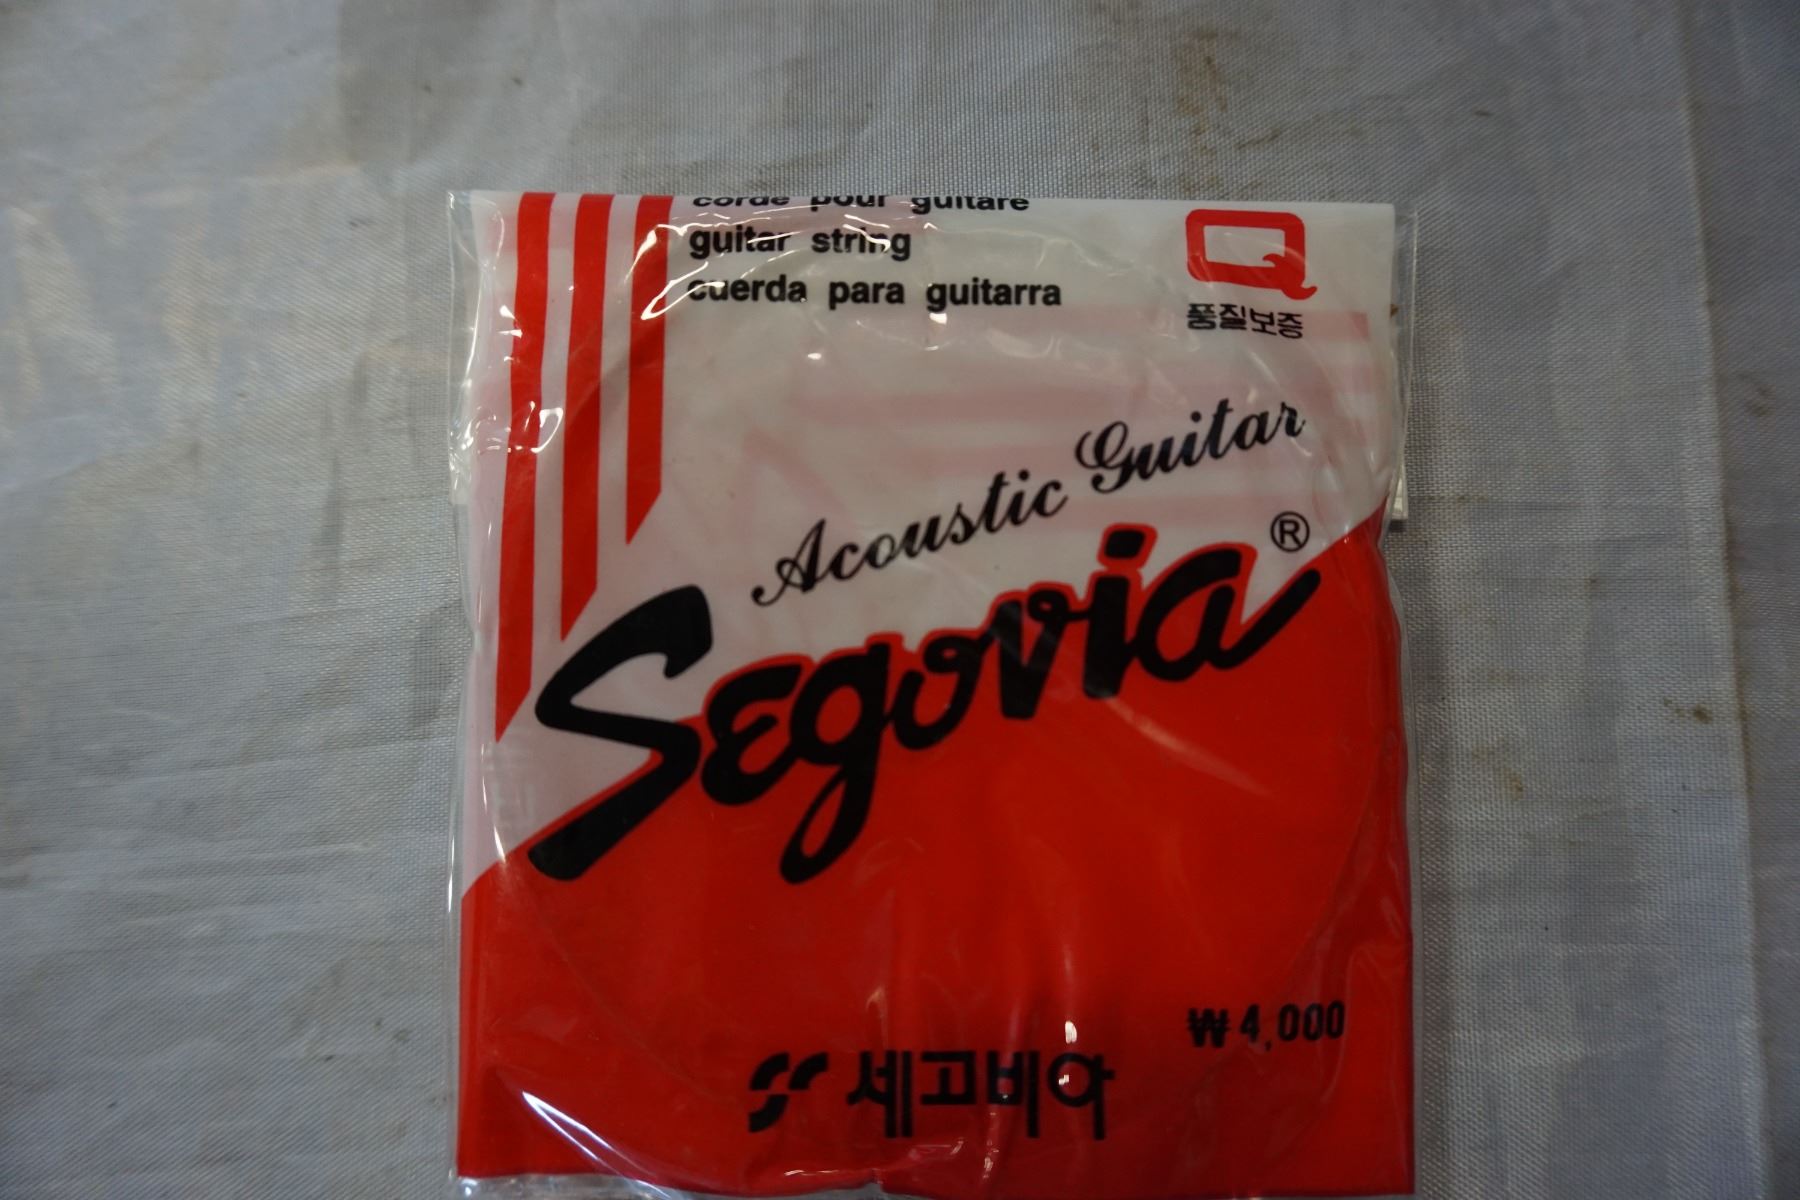 corde pour guitare
guitar string
cuerda para guitarra
Q
품질보증
Acoustic Guitar
Segovia®
₩4,000
세고비아